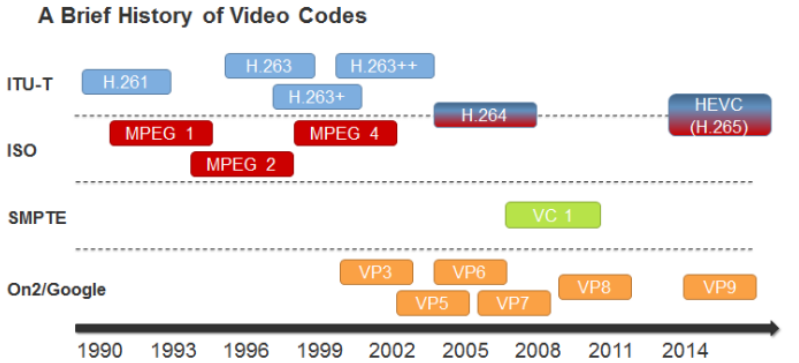 A Brief History of Video Codes
ITU-T
H.261
H.263
H.263+
H.263++
H.264
HEVC
(H.265)
ISO
MPEG 1
MPEG 2
MPEG 4
SMPTE
VC 1
On2/Google
VP3
VP5
VP6
VP7
VP8
VP9
1990 1993 1996 1999 2002 2005 2008 2011 2014